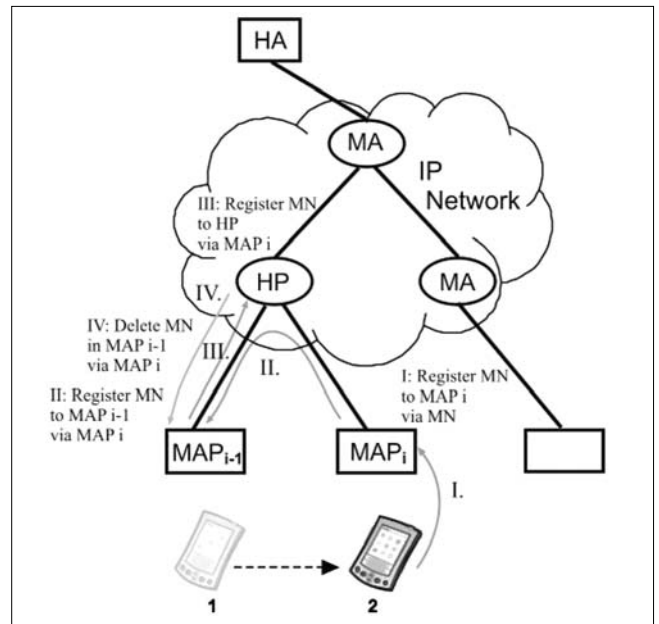 HA
MA
IP
Network
III: Register MN
to HP
via MAP i
HP
MA
IV.
IV: Delete MN
in MAP i-1
via MAP i
III.
II.
II: Register MN
to MAP i-1
via MAP i
I: Register MN
to MAP i
via MN
MAPi-1
MAPi
I.
1
2